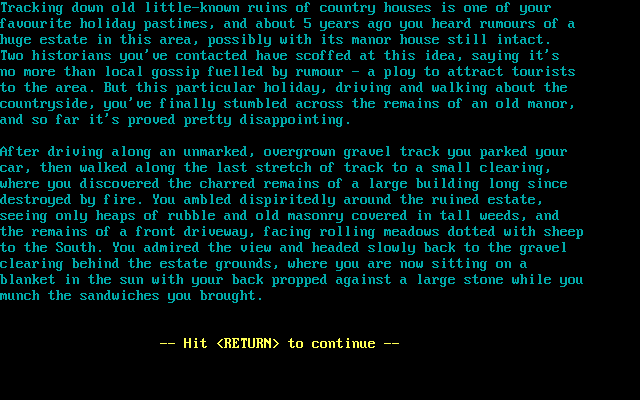 Tracking down old little-known ruins of country houses is one of your
favourite holiday pastimes, and about 5 years ago you heard rumours of a
huge estate in this area, possibly with its manor house still intact.
Two historians you've contacted have scoffed at this idea, saying it's
no more than local gossip fuelled by rumour - a ploy to attract tourists
to the area. But this particular holiday, driving and walking about the
countryside, you've finally stumbled across the remains of an old manor,
and so far it's proved pretty disappointing.
After driving along an unmarked, overgrown gravel track you parked your
car, then walked along the last stretch of track to a small clearing,
where you discovered the charred remains of a large building long since
destroyed by fire. You ambled dispiritedly around the ruined estate,
seeing only heaps of rubble and old masonry covered in tall weeds, and
the remains of a front driveway, facing rolling meadows dotted with sheep
to the South. You admired the view and headed slowly back to the gravel
clearing behind the estate grounds, where you are now sitting on a
blanket in the sun with your back propped against a large stone while you
munch the sandwiches you brought.
-- Hit <RETURN> to continue --